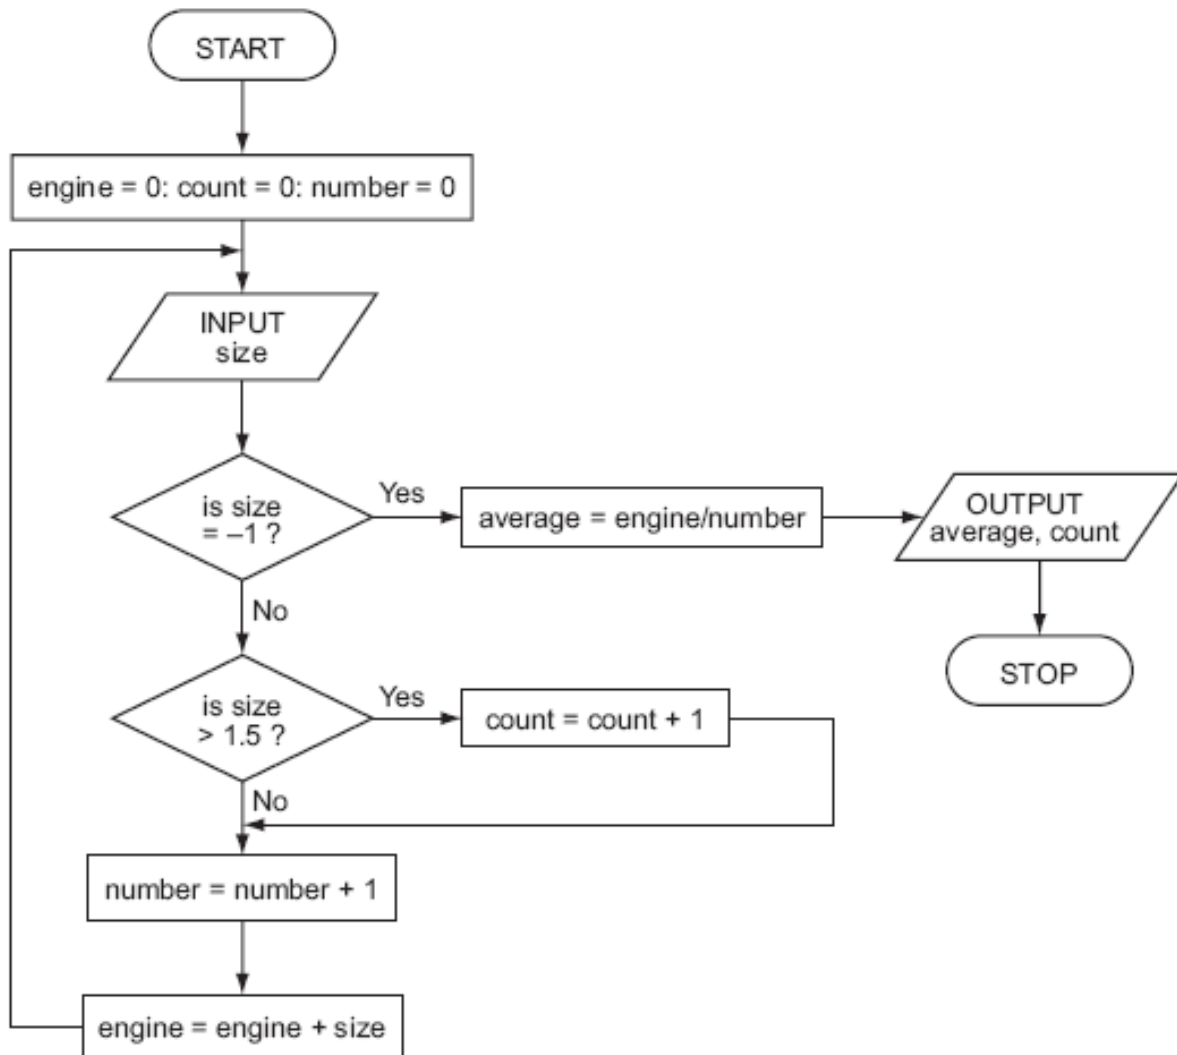 START
engine = 0: count = 0: number = 0
INPUT
size
is size
= –1 ?
Yes
average = engine/number
OUTPUT
average, count
No
STOP
is size
> 1.5 ?
Yes
count = count + 1
No
number = number + 1
engine = engine + size